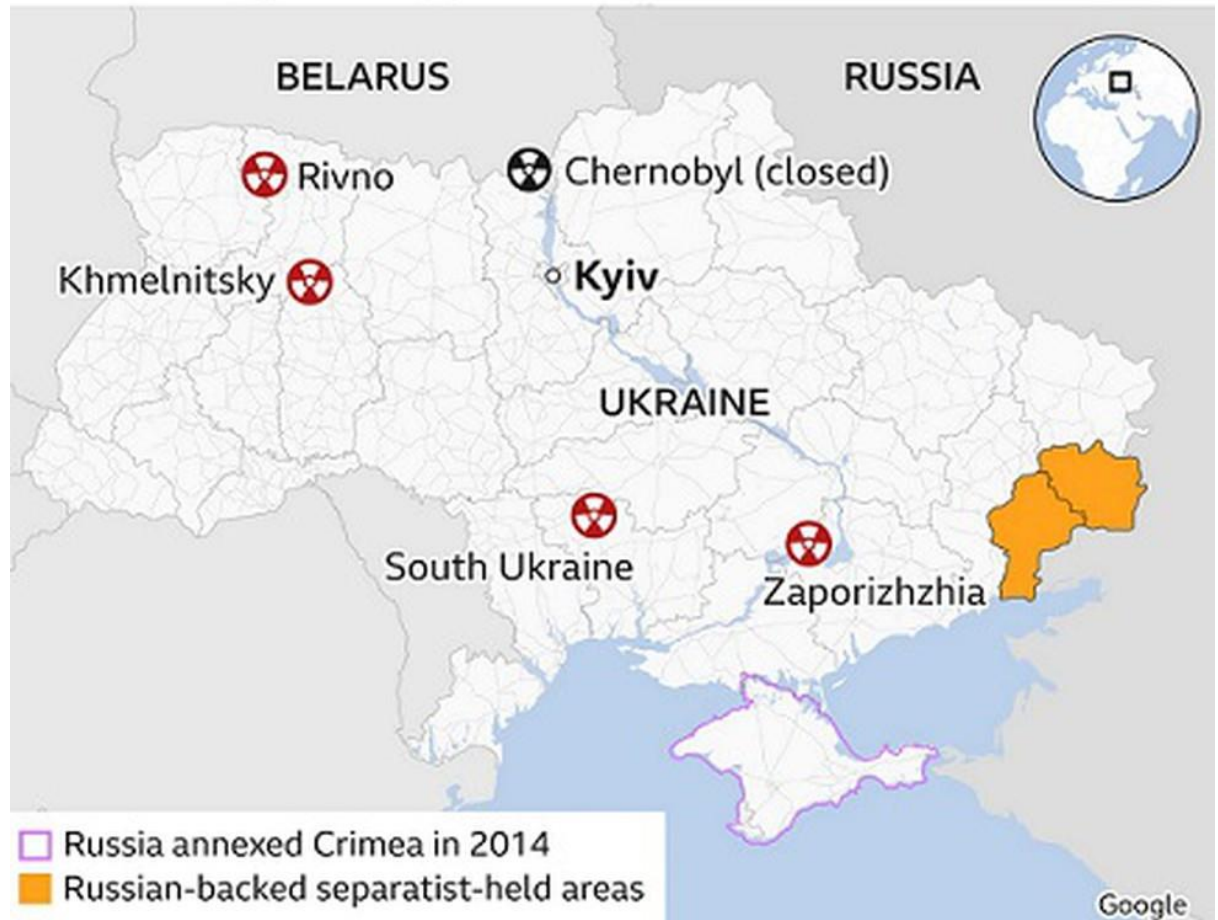 BELARUS
RUSSIA
Rivno
Chernobyl (closed)
Khmelnitsky
Kyiv
UKRAINE
South Ukraine
Zaporizhzhia
Russia annexed Crimea in 2014
Russian-backed separatist-held areas
Google